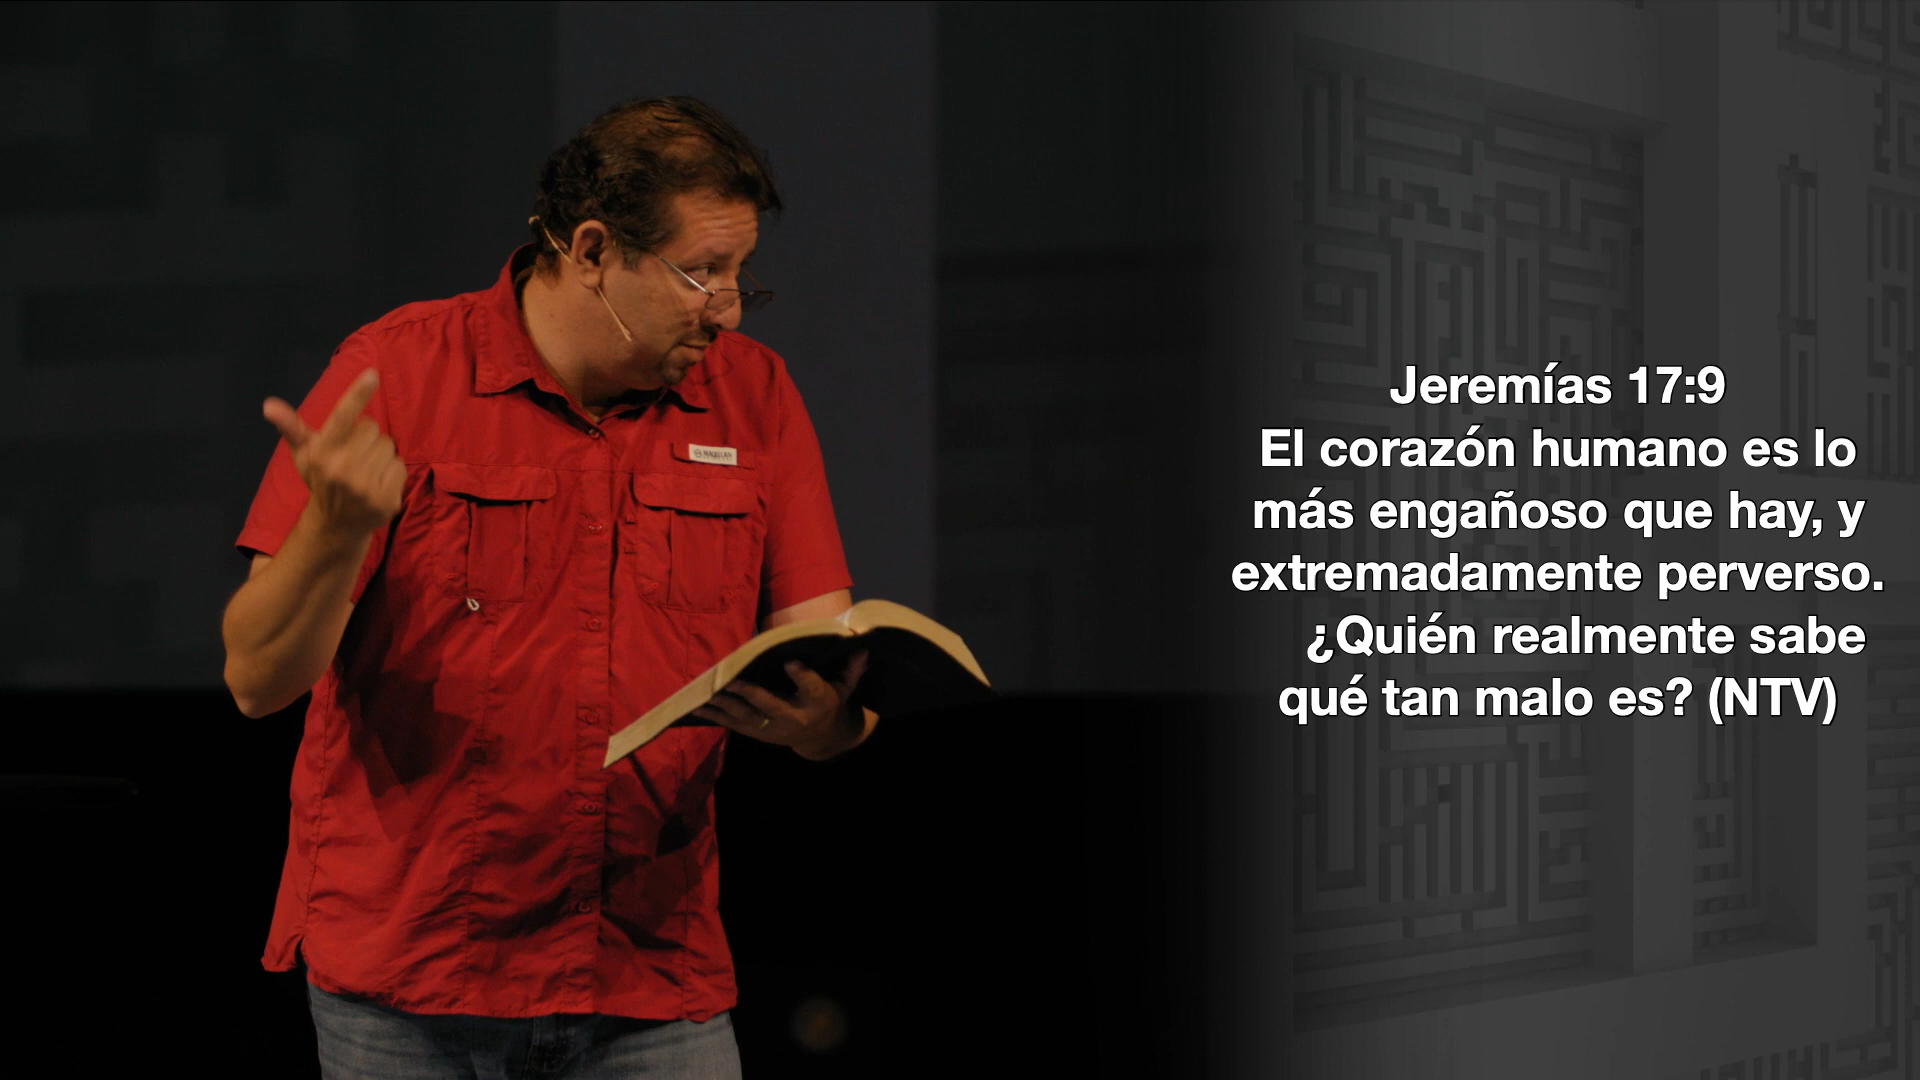 Jeremías 17:9
El corazón humano es lo
más engañoso que hay, y
extremadamente perverso.
¿Quién realmente sabe
qué tan malo es? (NTV)
MAGELLAN